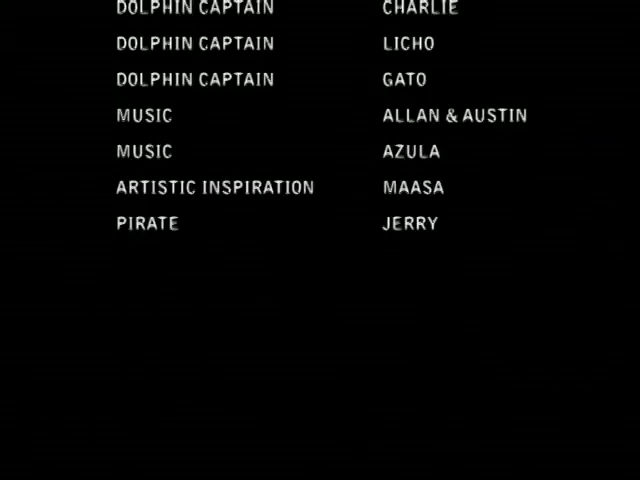 DOLPHIN CAPTAIN CHARLIE
DOLPHIN CAPTAIN LICHO
DOLPHIN CAPTAIN GATO
MUSIC ALLAN & AUSTIN
MUSIC AZULA
ARTISTIC INSPIRATION MAASA
PIRATE JERRY